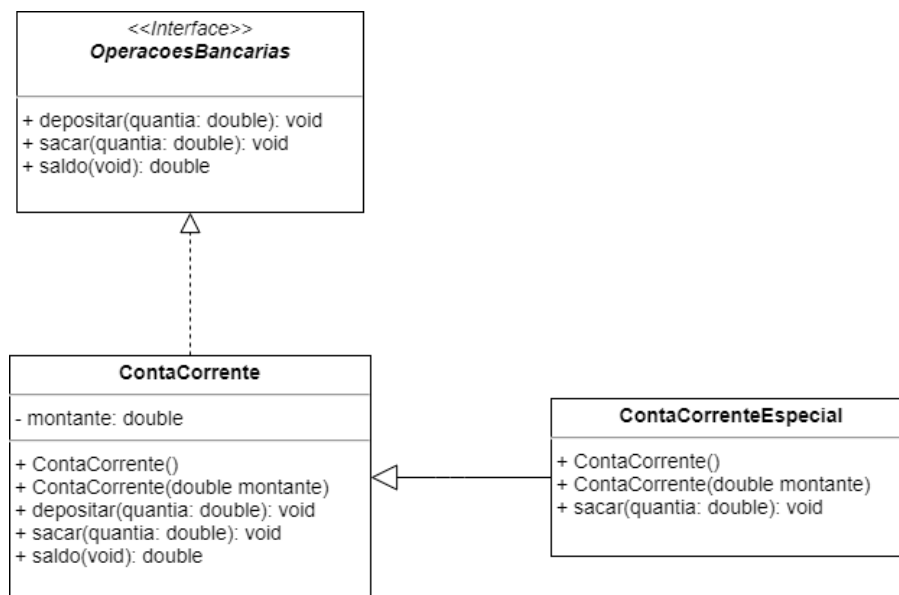 <<Interface>>
OperacoesBancarias
+ depositar(quantia: double): void
+ sacar(quantia: double): void
+ saldo(void): double
ContaCorrente
- montante: double
+ ContaCorrente()
+ ContaCorrente(double montante)
+ depositar(quantia: double): void
+ sacar(quantia: double): void
+ saldo(void): double
ContaCorrenteEspecial
+ ContaCorrente()
+ ContaCorrente(double montante)
+ sacar(quantia: double): void